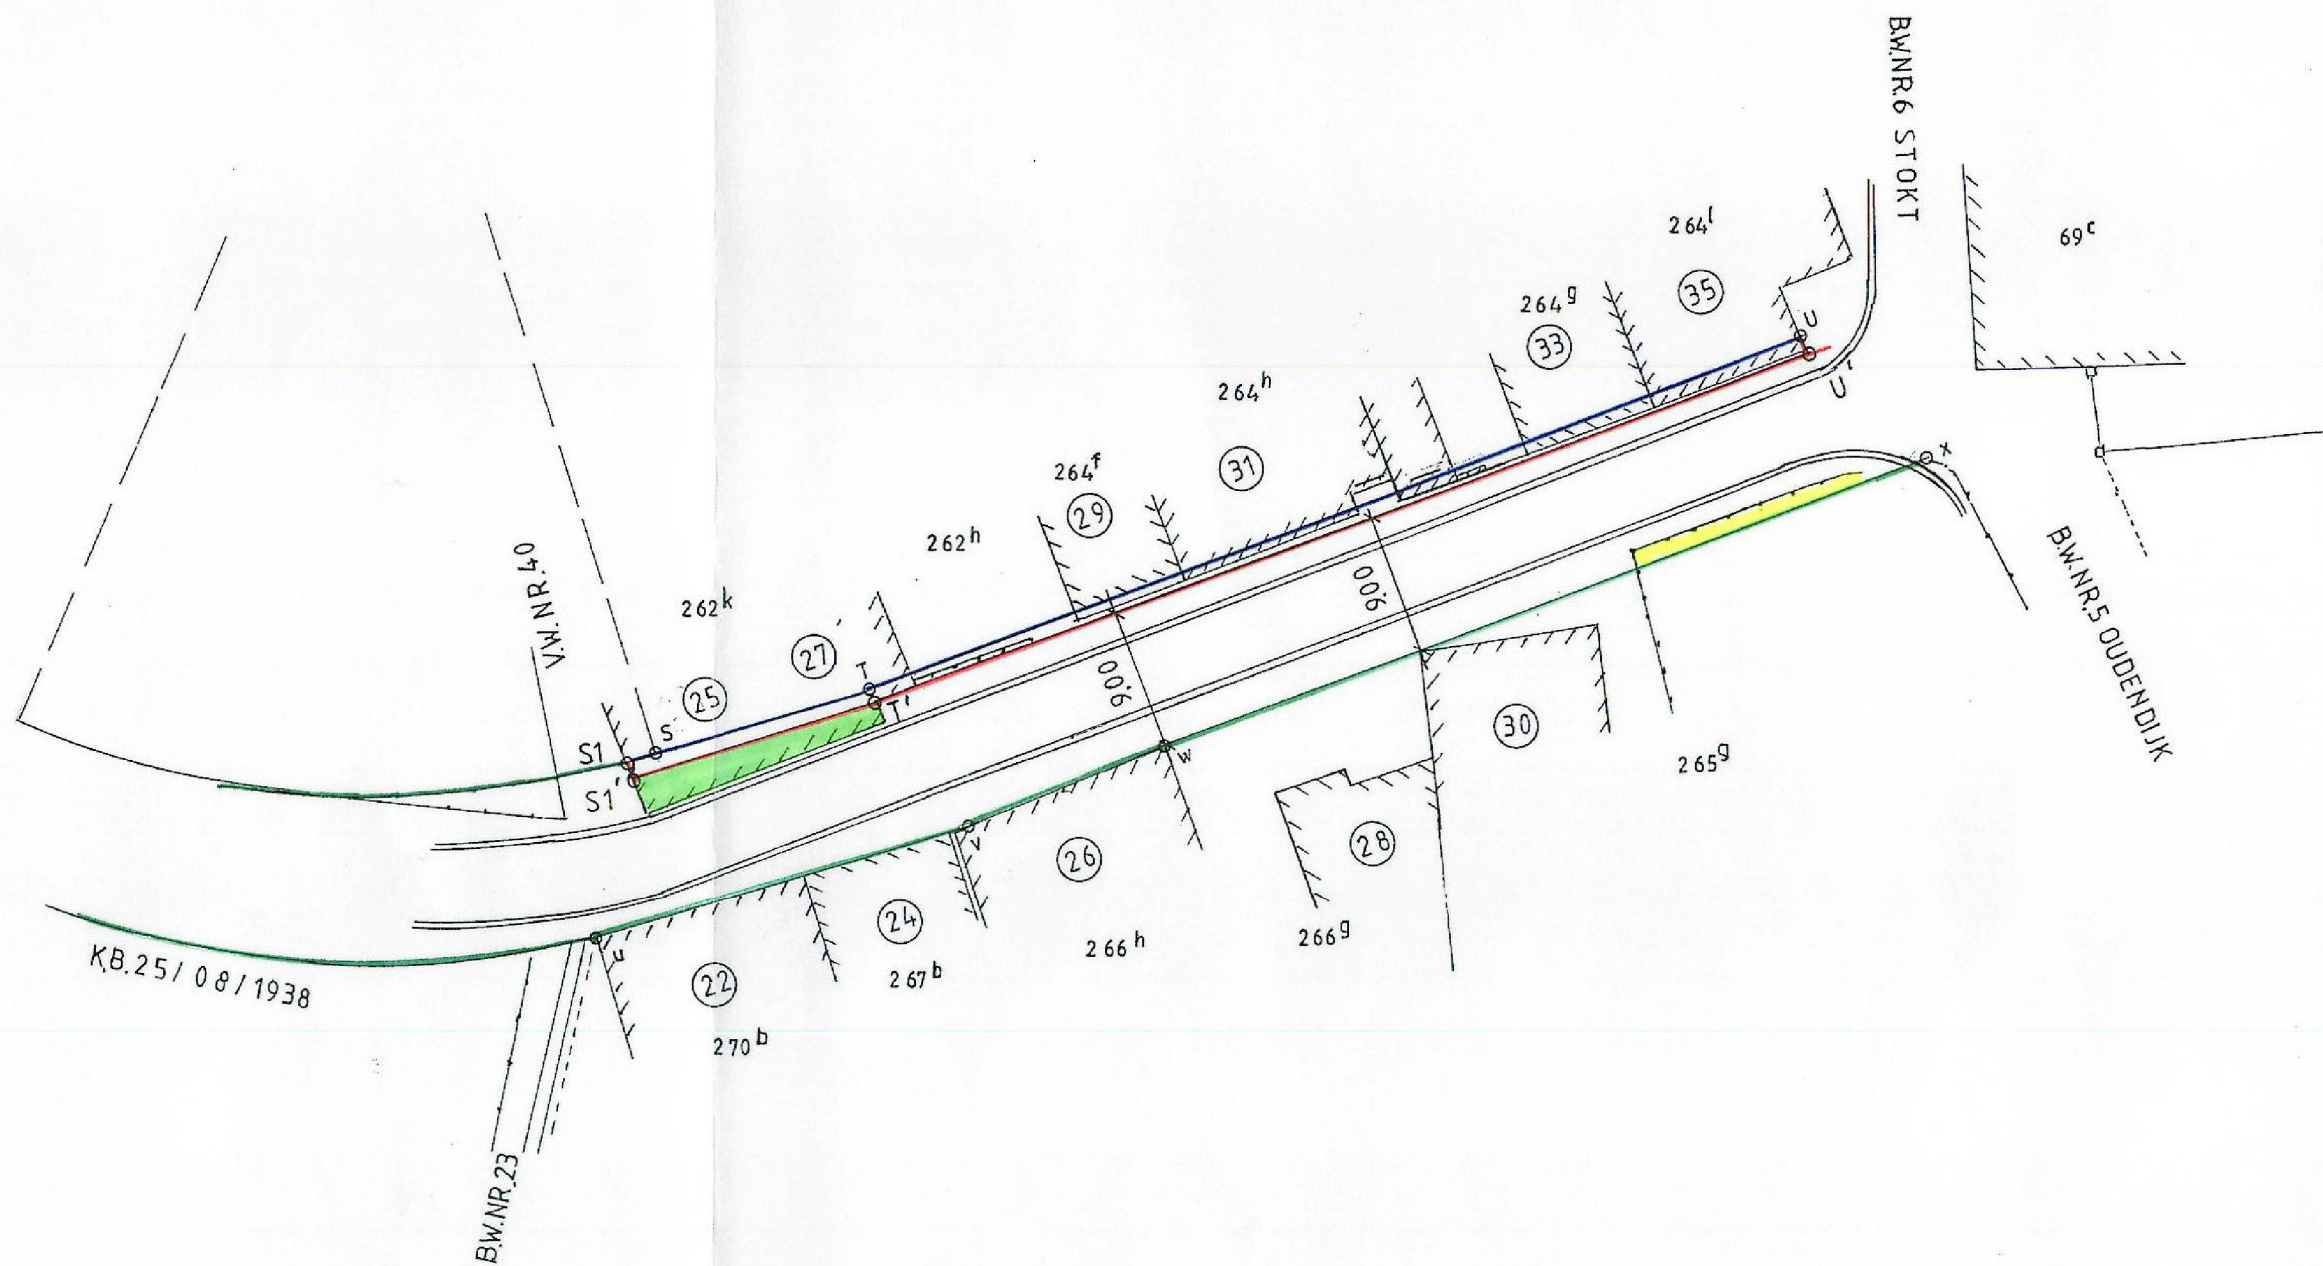 B.W.NR.6 STOKT
69c
264l
35
264g
33
U
U'
264h
31
264f
29
262h
262k
27
T
T'
25
S
S1
S1'
V.W.NR.40
9.00
9.00
x
B.W.NR.5 OUDENDIJK
30
265g
w
28
266g
26
266h
v
24
267b
22
270b
u
K.B.25/08/1938
B.W.NR.23